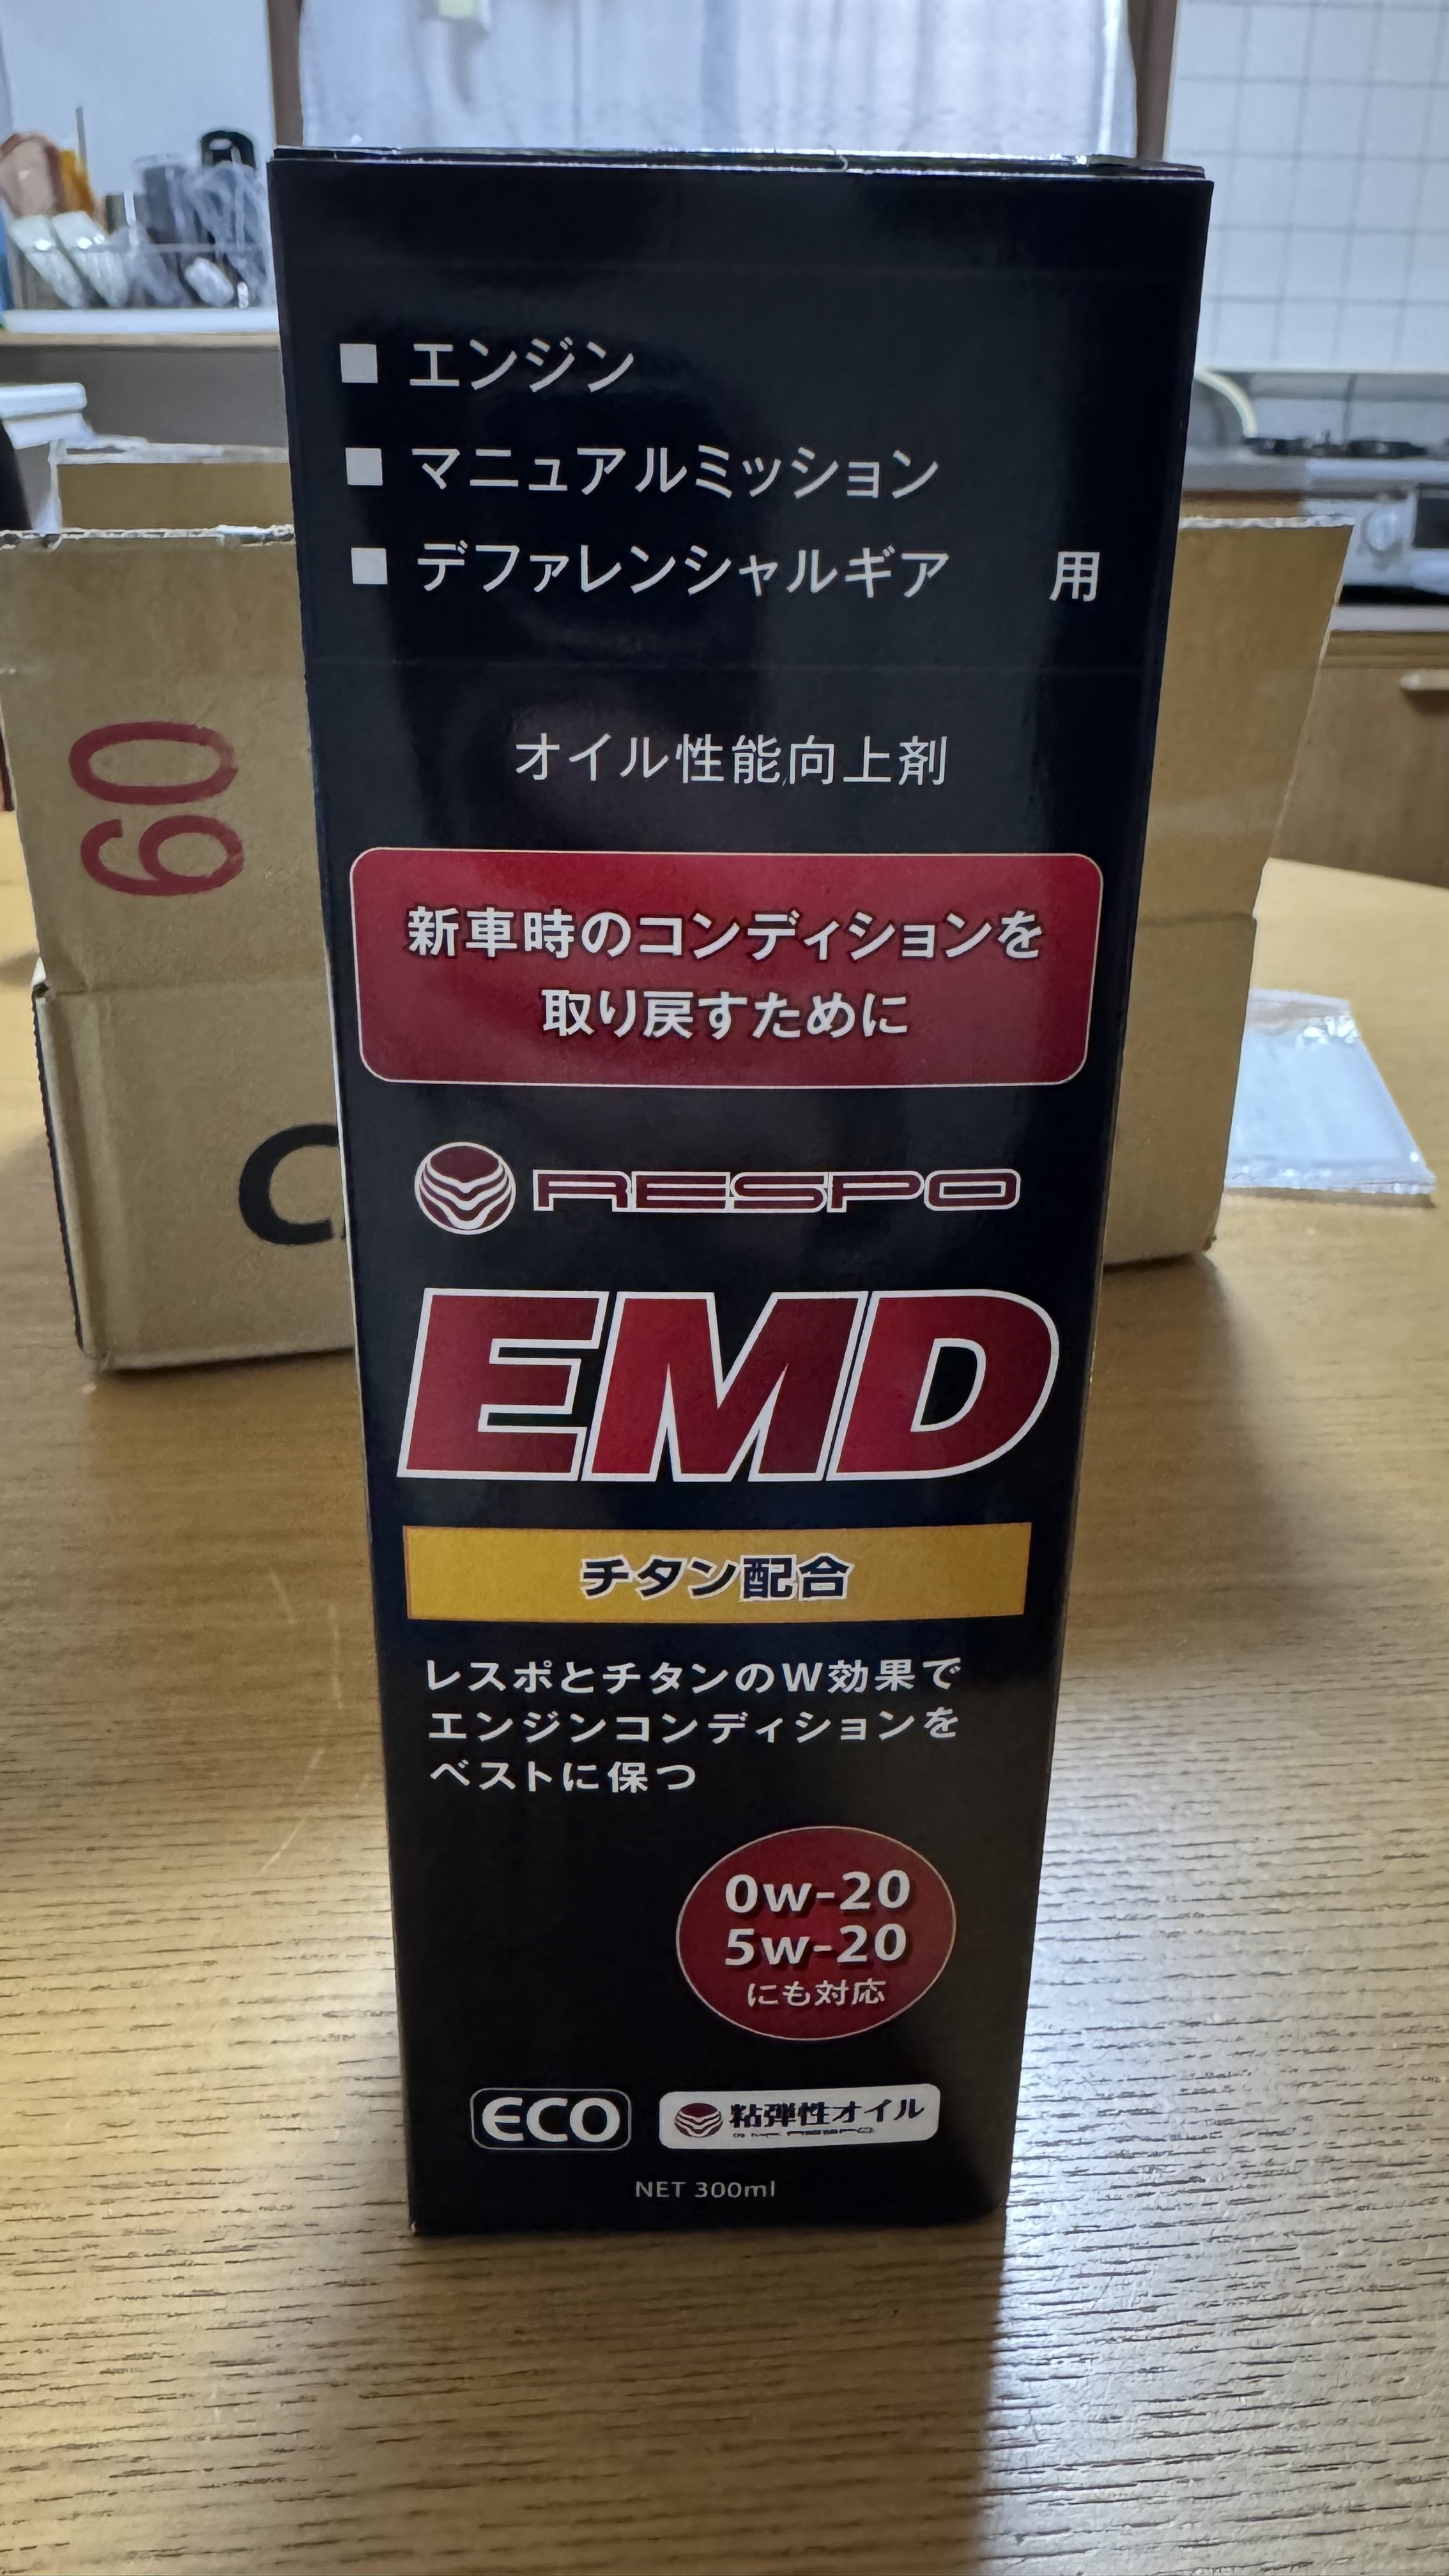 ■ エンジン
■ マニュアルミッション
■ デファレンシャルギア 用
オイル性能向上剤
新車時のコンディションを
取り戻すために
RESPO
EMD
チタン配合
レスポとチタンのW効果で
エンジンコンディションを
ベストに保つ
0w-20
5w-20
にも対応
ECO
粘弾性オイル
NET 300ml
60
C